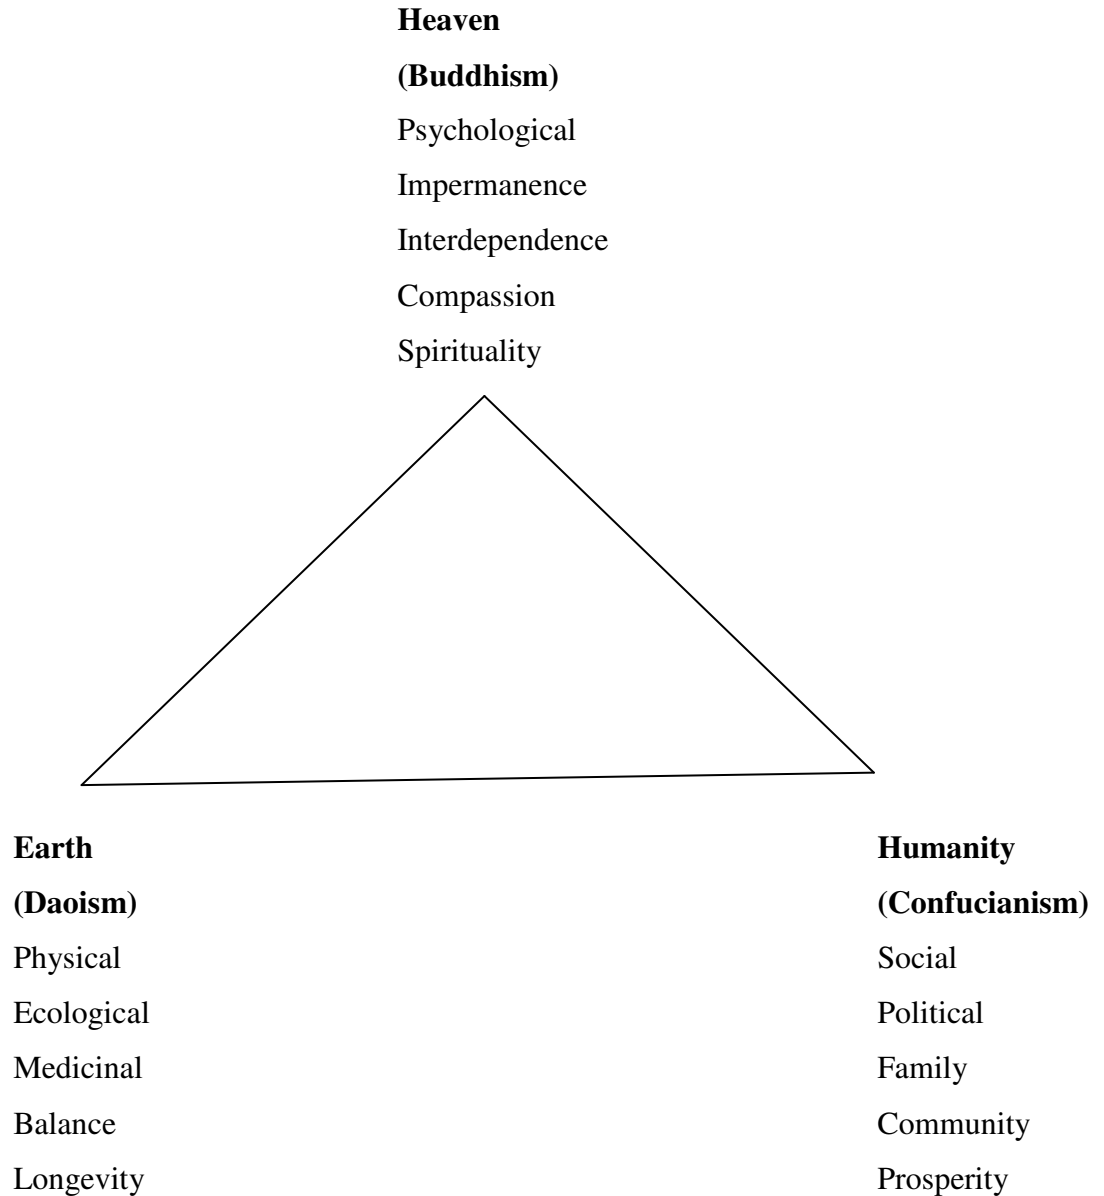 Heaven
(Buddhism)
Psychological
Impermanence
Interdependence
Compassion
Spirituality
Earth
(Daoism)
Physical
Ecological
Medicinal
Balance
Longevity
Humanity
(Confucianism)
Social
Political
Family
Community
Prosperity